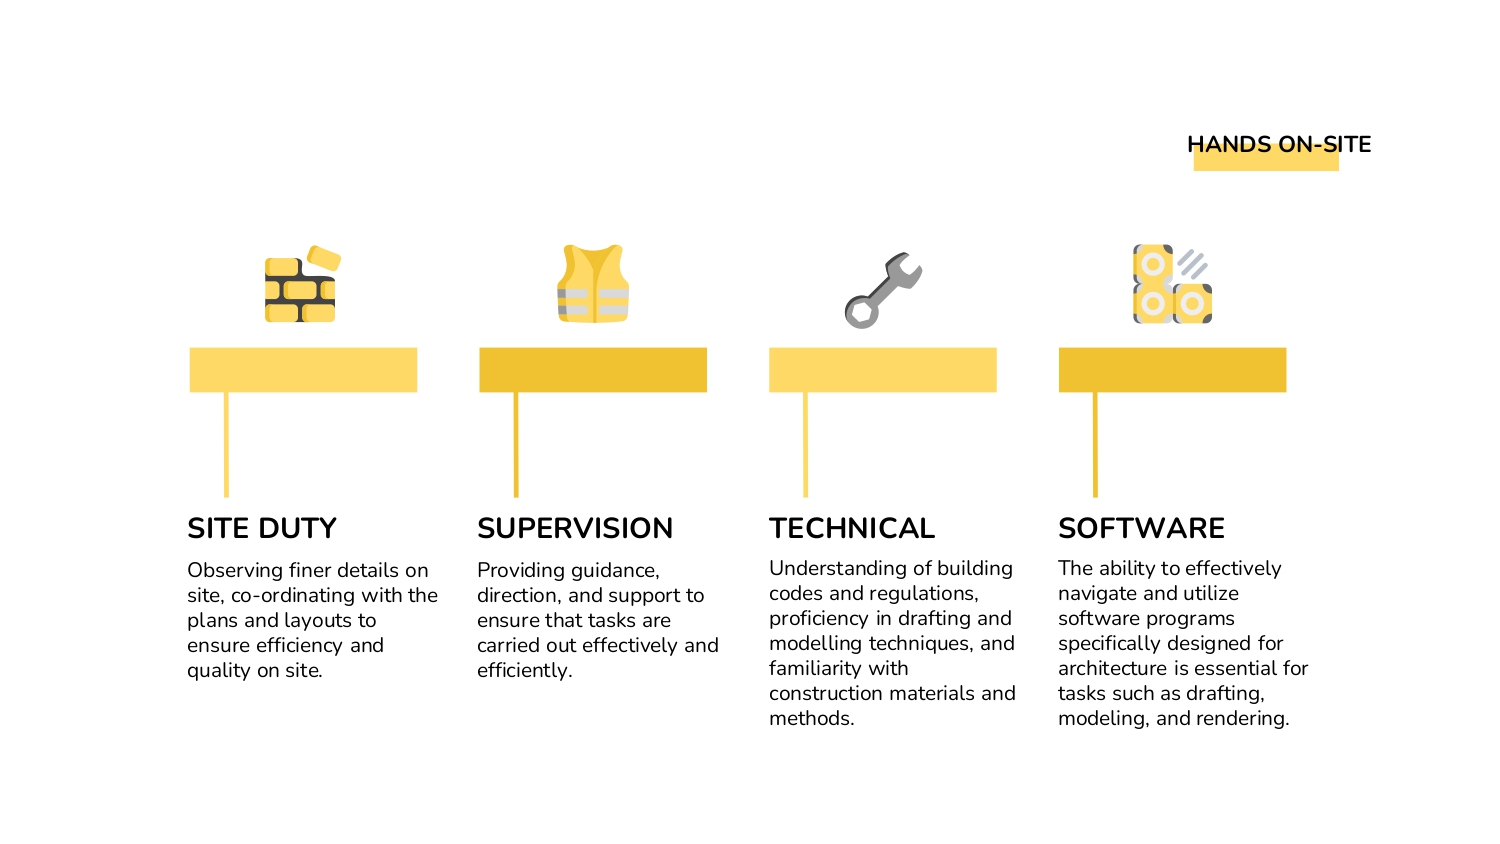 HANDS ON-SITE
SITE DUTY
Observing finer details on
site, co-ordinating with the
plans and layouts to
ensure efficiency and
quality on site.
SUPERVISION
Providing guidance,
direction, and support to
ensure that tasks are
carried out effectively and
efficiently.
TECHNICAL
Understanding of building
codes and regulations,
proficiency in drafting and
modelling techniques, and
familiarity with
construction materials and
methods.
SOFTWARE
The ability to effectively
navigate and utilize
software programs
specifically designed for
architecture is essential for
tasks such as drafting,
modeling, and rendering.